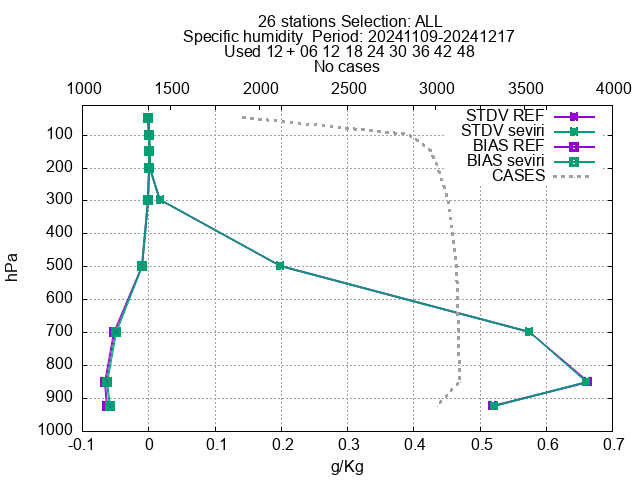 26 stations Selection: ALL
Specific humidity  Period: 20241109-20241217
Used 12 + 06 12 18 24 30 36 42 48
No cases
1000 1500 2000 2500 3000 3500 4000
STDV REF
STDV seviri
BIAS REF
BIAS seviri
CASES
100
200
300
400
500
600
700
800
900
1000
hPa
-0.1 0 0.1 0.2 0.3 0.4 0.5 0.6 0.7
g/Kg